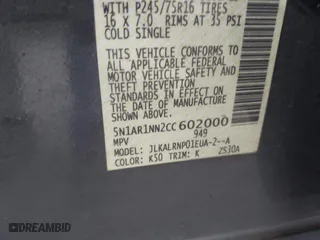 WITH P245/75R16 TIRES
16 x 7.0 RIMS AT 35 PSI
COLD SINGLE
THIS VEHICLE CONFORMS TO
ALL APPLICABLE FEDERAL
MOTOR VEHICLE SAFETY
AND THEFT PREVENTION
STANDARDS IN EFFECT ON
THE DATE OF MANUFACTURE
SHOWN ABOVE.
5N1AR1NN2CC602000
MPV 949
MODEL: JLKALRNP01EUA-2--A
COLOR: K50 TRIM: K ZS30A
DREAMBID.COM